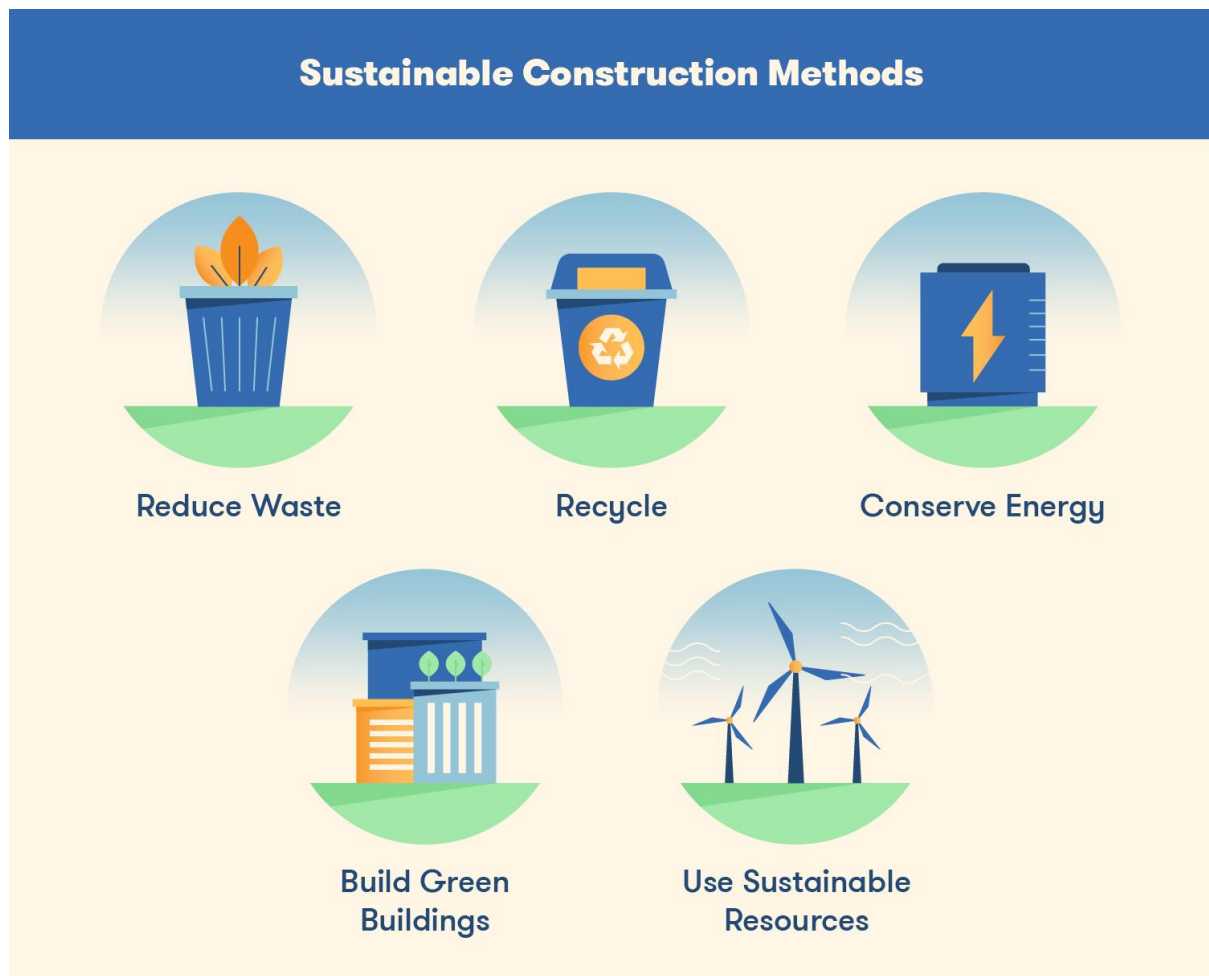 Sustainable Construction Methods
Reduce Waste
Recycle
Conserve Energy
Build Green
Buildings
Use Sustainable
Resources